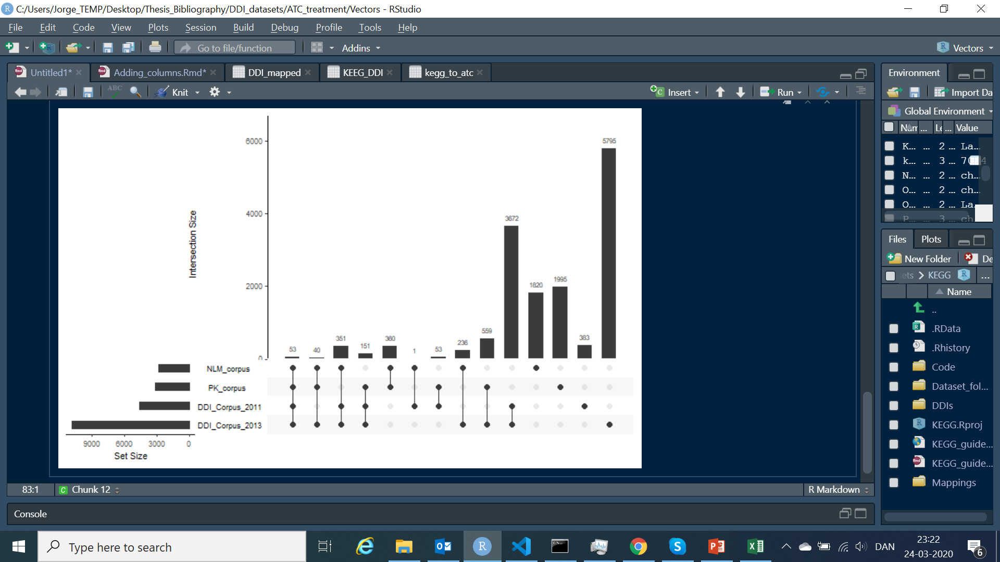 C:/Users/Jorge_TEMP/Desktop/Thesis_Bibliography/DDI_datasets/ATC_treatment/Vectors - RStudio
File Edit Code View Plots Session Build Debug Profile Tools Help
Go to file/function Addins Vectors
Untitled1* Adding_columns.Rmd* DDI_mapped KEEG_DDI kegg_to_atc
ABC Knit Insert Run
6000
4000
2000
0
Intersection Size
53 40 351 151 360 1 53 236 559 3672 1820 1995 383 5795
NLM_corpus
PK_corpus
DDI_Corpus_2011
DDI_Corpus_2013
9000 6000 3000 0
Set Size
83:1 Chunk 12 R Markdown
Console
Environment
Import Da
Global Environment
Nam ... Le ... Value
K... ... 2 ... La...
k... ... 3 ...
N... ... 2 ... ch...
O... ... 2 ... ch...
O... ... 2 ... La...
P... ... 3 ... ch
Files Plots
New Folder De
ets KEGG ...
Name
..
.RData
.Rhistory
Code
Dataset_fol...
DDIs
KEGG.Rproj
KEGG_guide...
KEGG_guide...
Mappings
Type here to search
DAN
23:22
24-03-2020
6